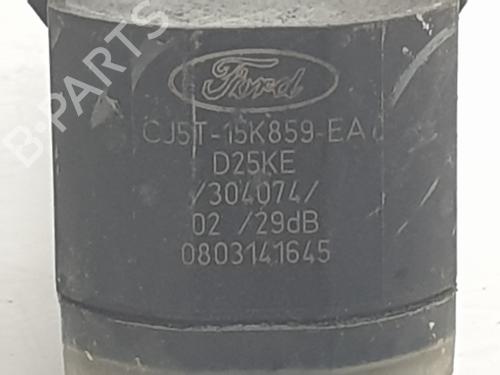 B-PARTS
Ford
CJ5T-15K859-EA
D25KE
/304074/
02 /29dB
0803141645